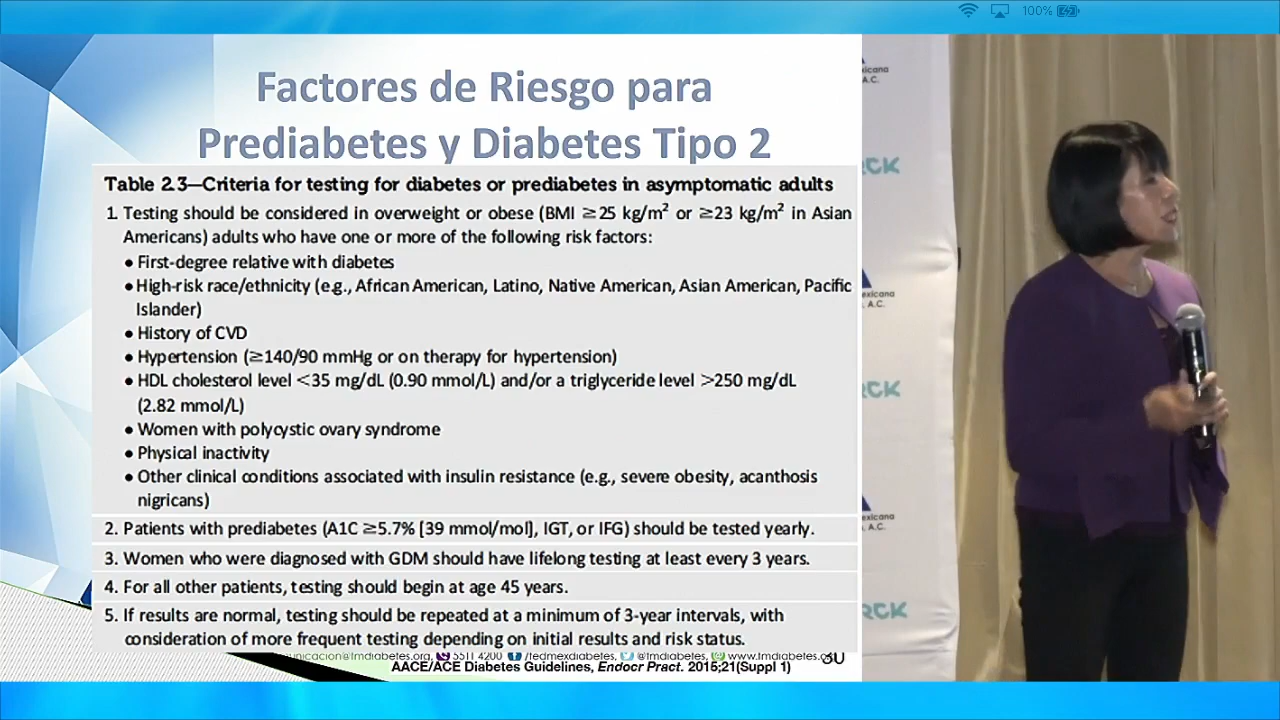 100%
Factores de Riesgo para
Prediabetes y Diabetes Tipo 2
Table 2.3—Criteria for testing for diabetes or prediabetes in asymptomatic adults
1. Testing should be considered in overweight or obese (BMI ≥25 kg/m² or ≥23 kg/m² in Asian
Americans) adults who have one or more of the following risk factors:
● First-degree relative with diabetes
● High-risk race/ethnicity (e.g., African American, Latino, Native American, Asian American, Pacific
Islander)
● History of CVD
● Hypertension (≥140/90 mmHg or on therapy for hypertension)
● HDL cholesterol level <35 mg/dL (0.90 mmol/L) and/or a triglyceride level >250 mg/dL
(2.82 mmol/L)
● Women with polycystic ovary syndrome
● Physical inactivity
● Other clinical conditions associated with insulin resistance (e.g., severe obesity, acanthosis
nigricans)
2. Patients with prediabetes (A1C ≥5.7% [39 mmol/mol], IGT, or IFG) should be tested yearly.
3. Women who were diagnosed with GDM should have lifelong testing at least every 3 years.
4. For all other patients, testing should begin at age 45 years.
5. If results are normal, testing should be repeated at a minimum of 3-year intervals, with
consideration of more frequent testing depending on initial results and risk status.
unicacion@fmdiabetes.org, 5511 4200 /fedmexdiabetes, @fmdiabetes, www.fmdiabetes.o 30
AACE/ACE Diabetes Guidelines, Endocr Pract. 2015;21(Suppl 1)
xicana
A.C.
RCK
exicana
, A.C.
RCK
exicana
, A.C.
RCK